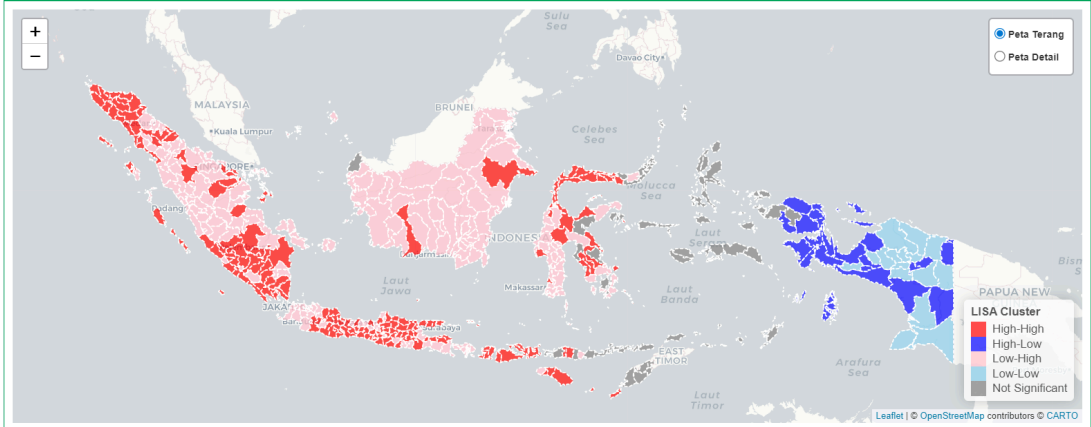 +
−
Sulu
Sea
Davao City
Peta Terang
Peta Detail
MALAYSIA
BRUNEI
Kuala Lumpur
Celebes
Sea
Molucca
Sea
Padang
INDONES
Laut
Seram
Laut
Jawa
Makassar
Laut
Banda
PAPUA NEW
JAKAR
Surabaya
EAST
TIMOR
Arafura
Sea
Laut
Timor
LISA Cluster
High-High
High-Low
Low-High
Low-Low
Not Significant
Leaflet | © OpenStreetMap contributors © CARTO